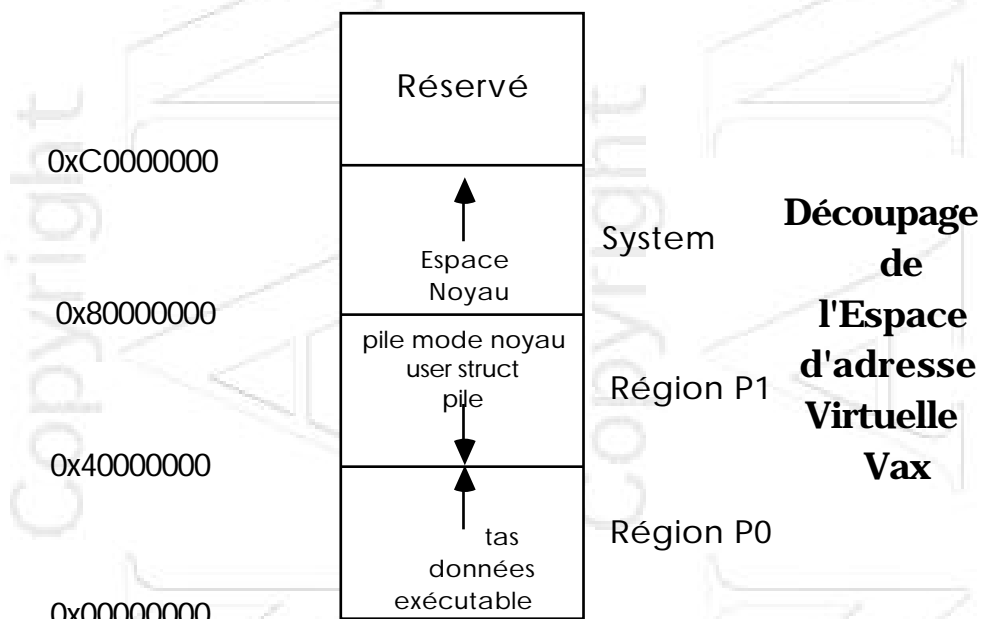 Réservé
0xC0000000
System
Espace
Noyau
0x80000000
pile mode noyau
user struct
pile
Région P1
0x40000000
Région P0
tas
données
exécutable
0x00000000
Découpage
de
l'Espace
d'adresse
Virtuelle
Vax
Copyright
Copyright